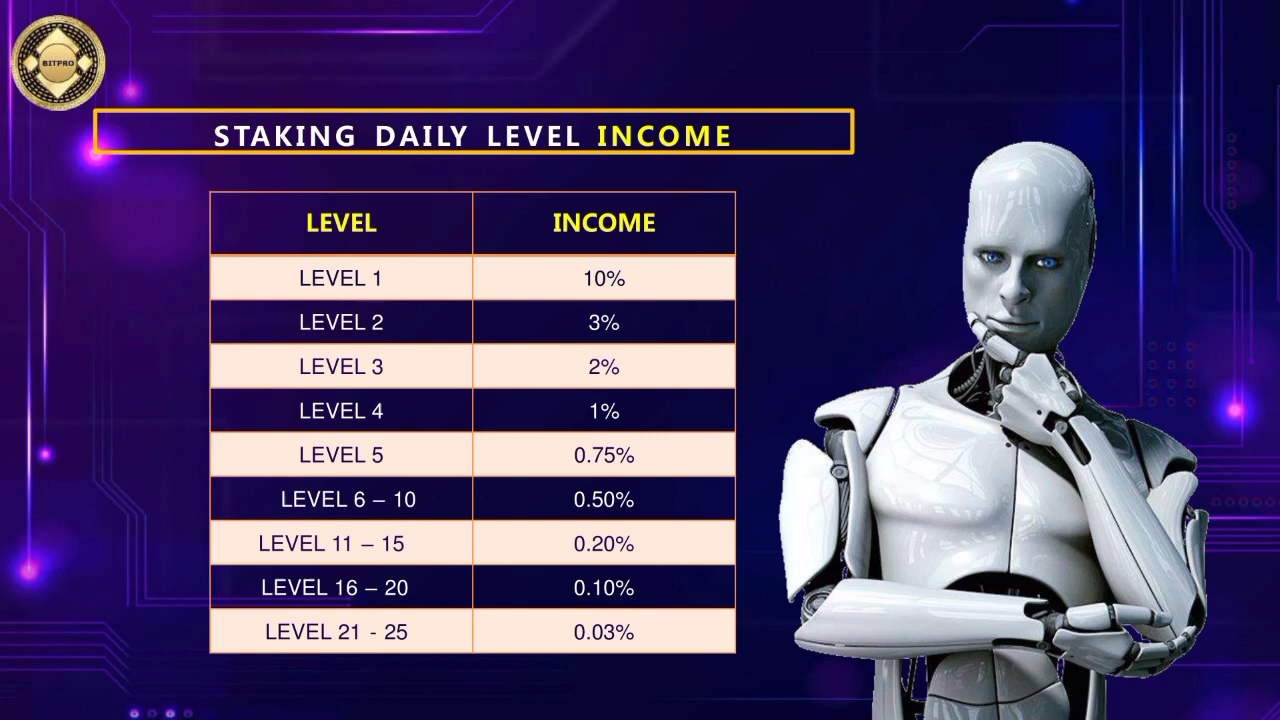 BITPRO
STAKING DAILY LEVEL INCOME
LEVEL INCOME
LEVEL 1 10%
LEVEL 2 3%
LEVEL 3 2%
LEVEL 4 1%
LEVEL 5 0.75%
LEVEL 6 – 10 0.50%
LEVEL 11 – 15 0.20%
LEVEL 16 – 20 0.10%
LEVEL 21 - 25 0.03%